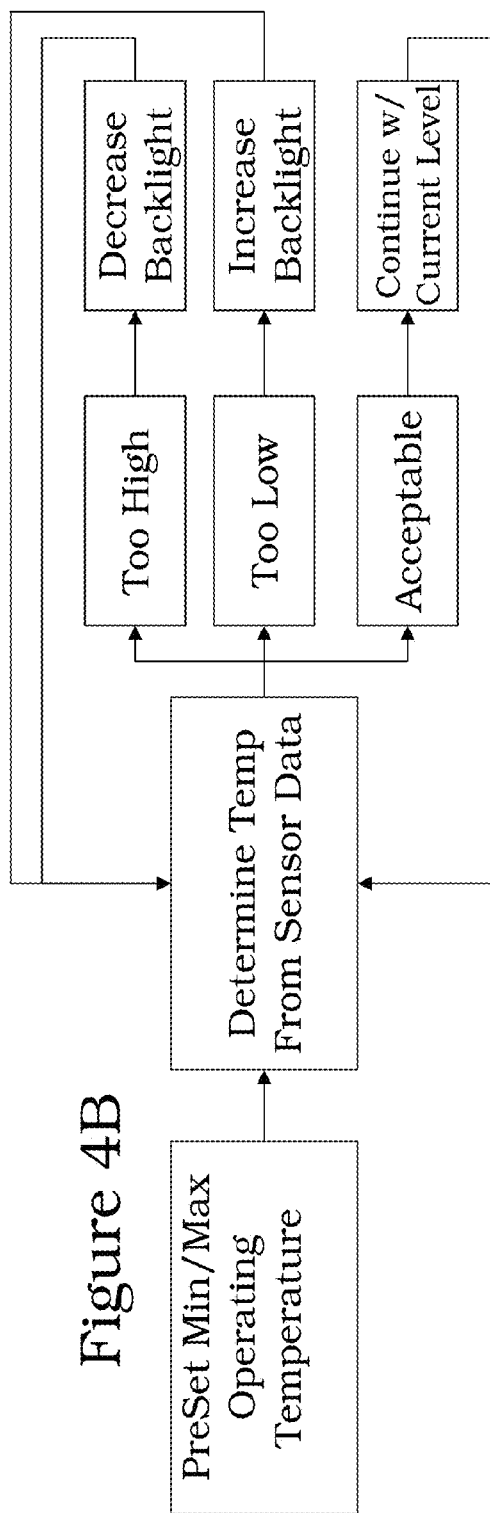 Figure 4B
PreSet Min/Max
Operating
Temperature
Determine Temp
From Sensor Data
Too High
Decrease
Backlight
Too Low
Increase
Backlight
Acceptable
Continue w/
Current Level